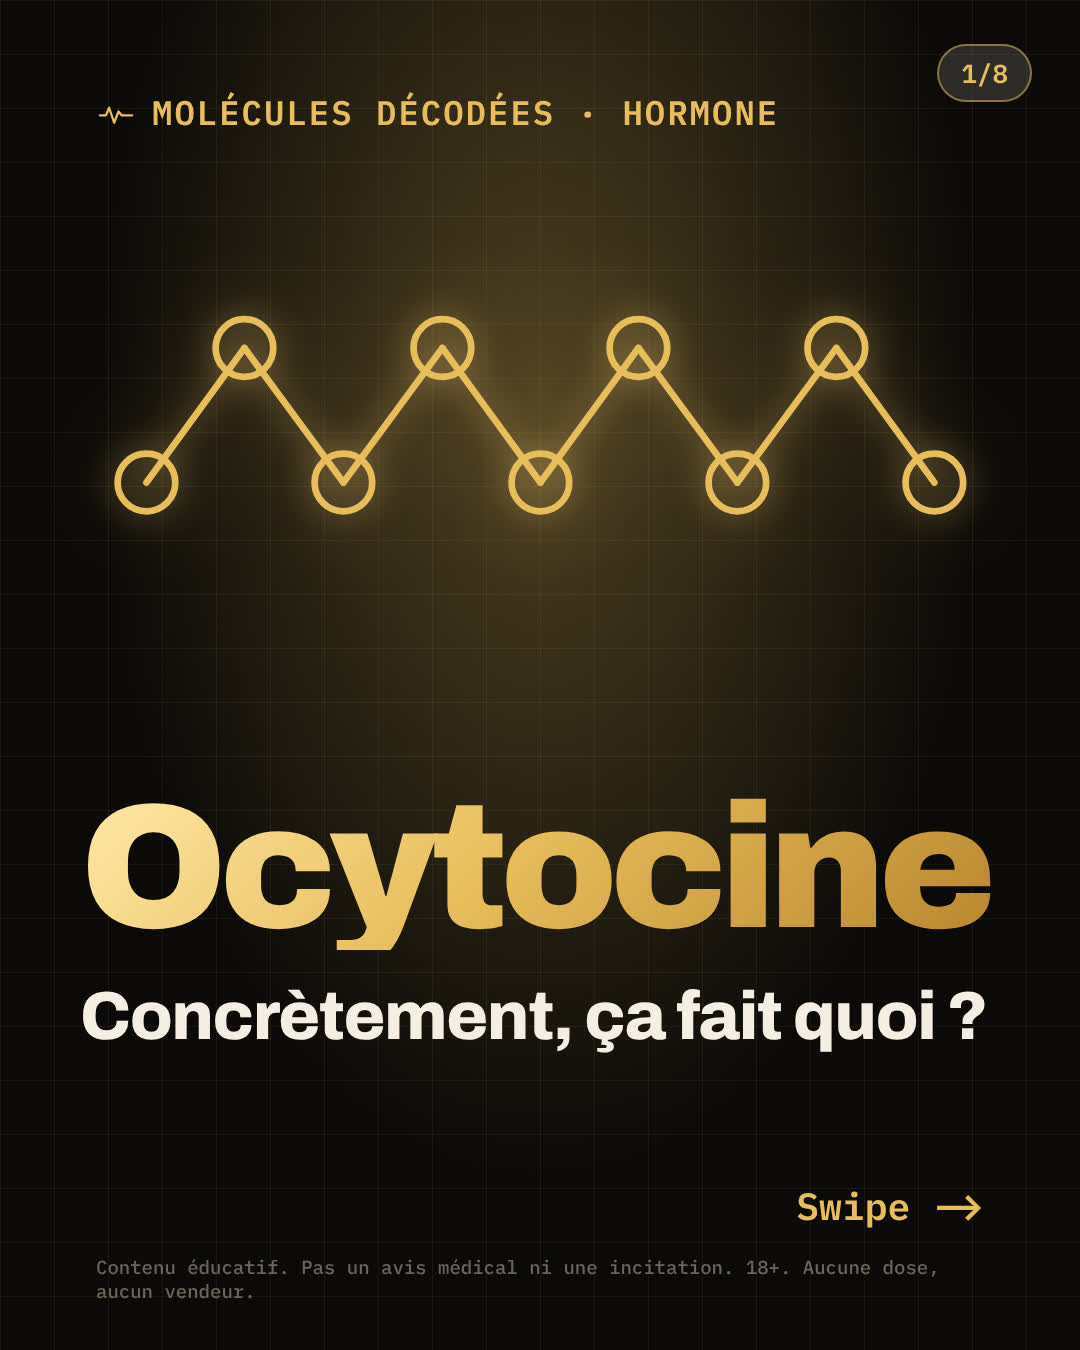 1/8
MOLÉCULES DÉCODÉES · HORMONE
Ocytocine
Concrètement, ça fait quoi ?
Swipe →
Contenu éducatif. Pas un avis médical ni une incitation. 18+. Aucune dose,
aucun vendeur.